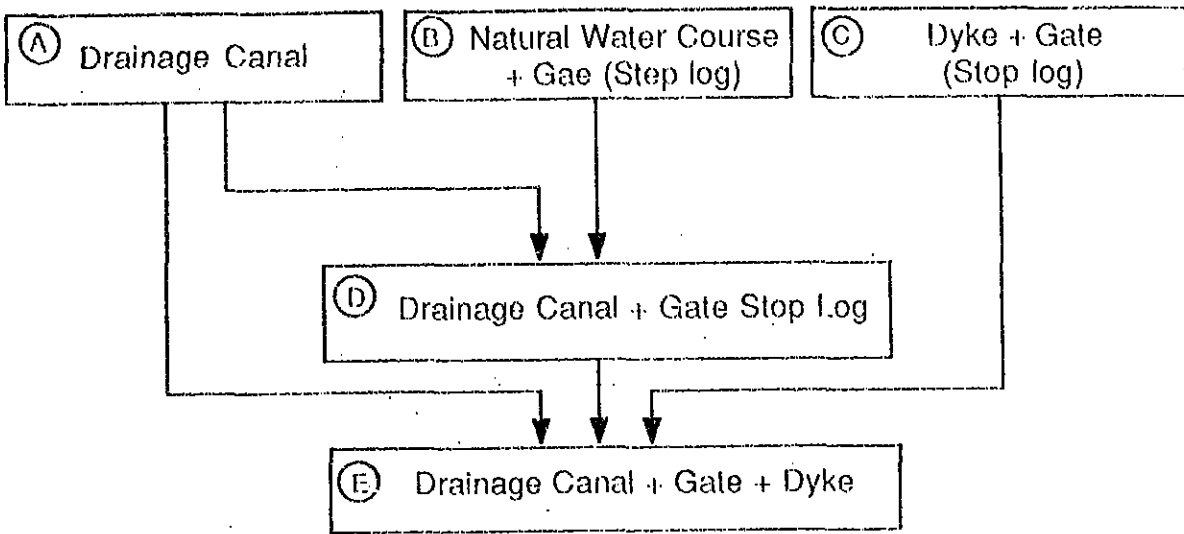 A Drainage Canal
B Natural Water Course
+ Gae (Step log)
C Dyke + Gate
(Stop log)
D Drainage Canal + Gate Stop Log
E Drainage Canal + Gate + Dyke